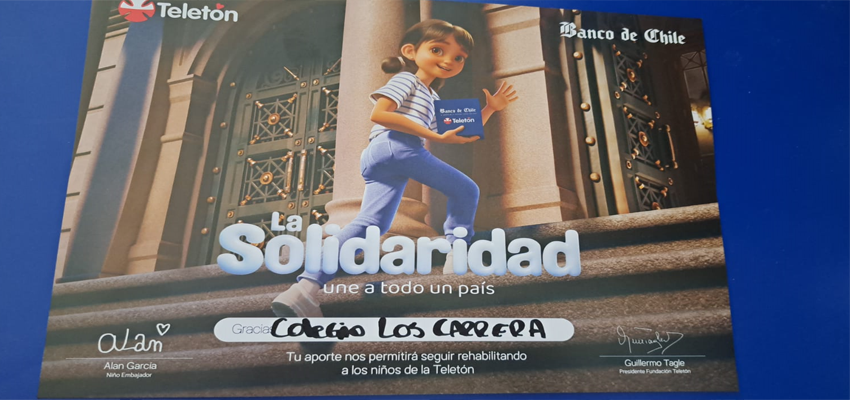 Teletón
Banco de Chile
Banco de Chile
Teletón
La
Solidaridad
une a todo un país
Gracias Colegio Los CARRERA
Tu aporte nos permitirá seguir rehabilitando
a los niños de la Teletón
alan
Alan García
Niño Embajador
Guillermo Tagle
Presidente Fundación Teletón